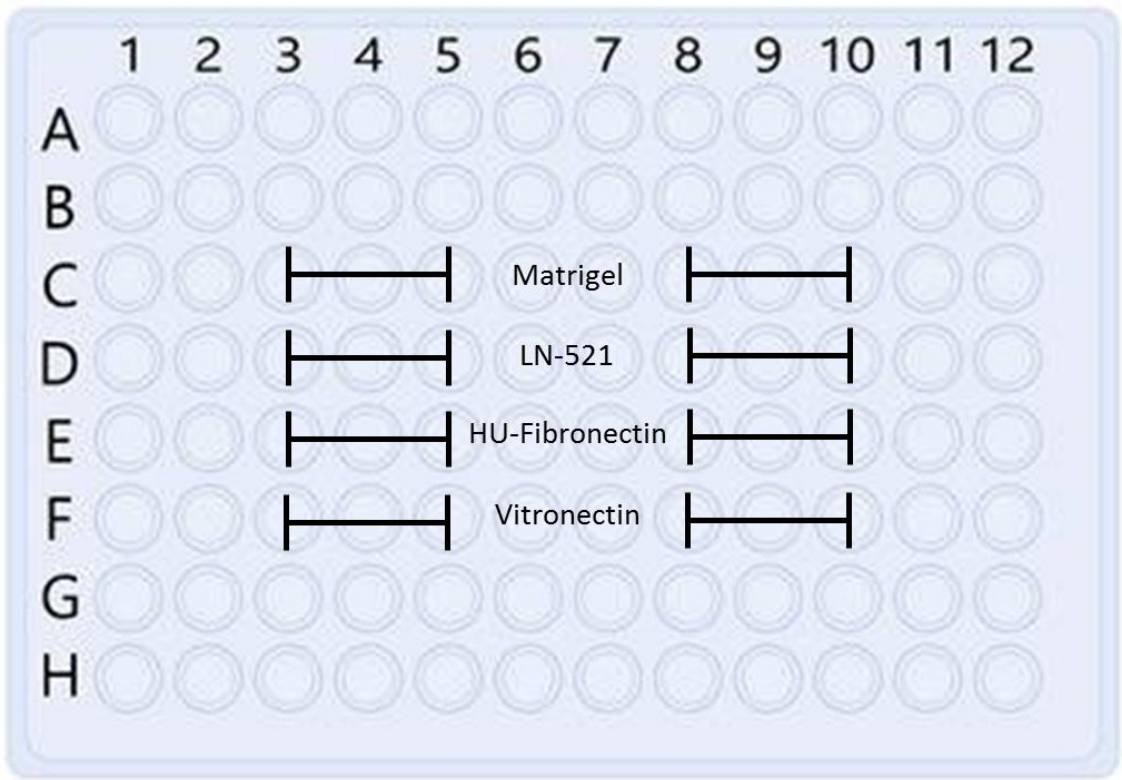 1 2 3 4 5 6 7 8 9 10 11 12
A
B
C Matrigel
D LN-521
E HU-Fibronectin
F Vitronectin
G
H